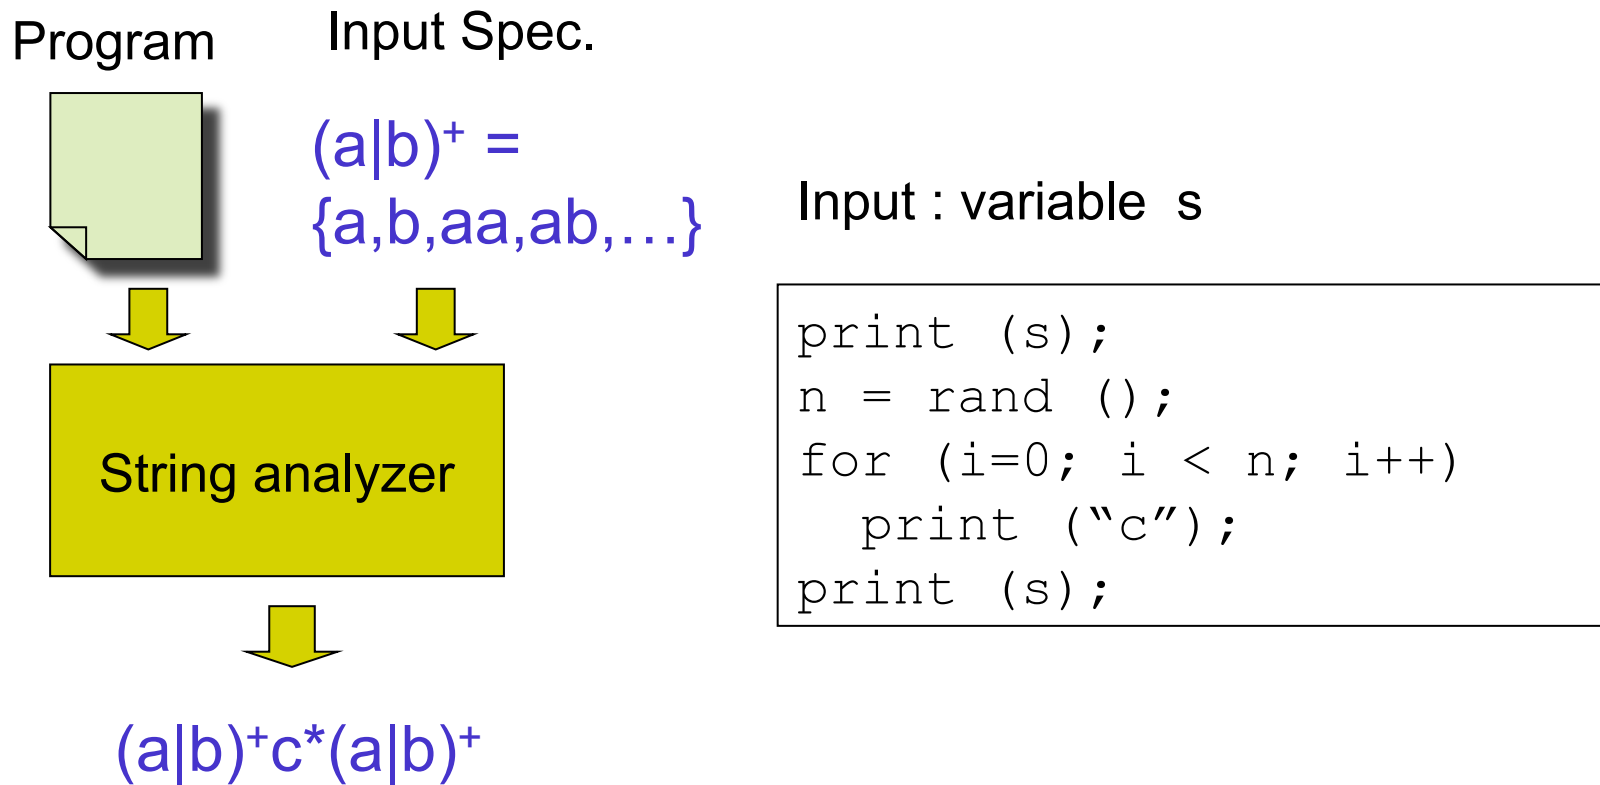 Program
Input Spec.
(a|b)⁺ =
{a,b,aa,ab,…}
String analyzer
(a|b)⁺c*(a|b)⁺
Input : variable s
print (s);
n = rand ();
for (i=0; i < n; i++)
print (“c”);
print (s);